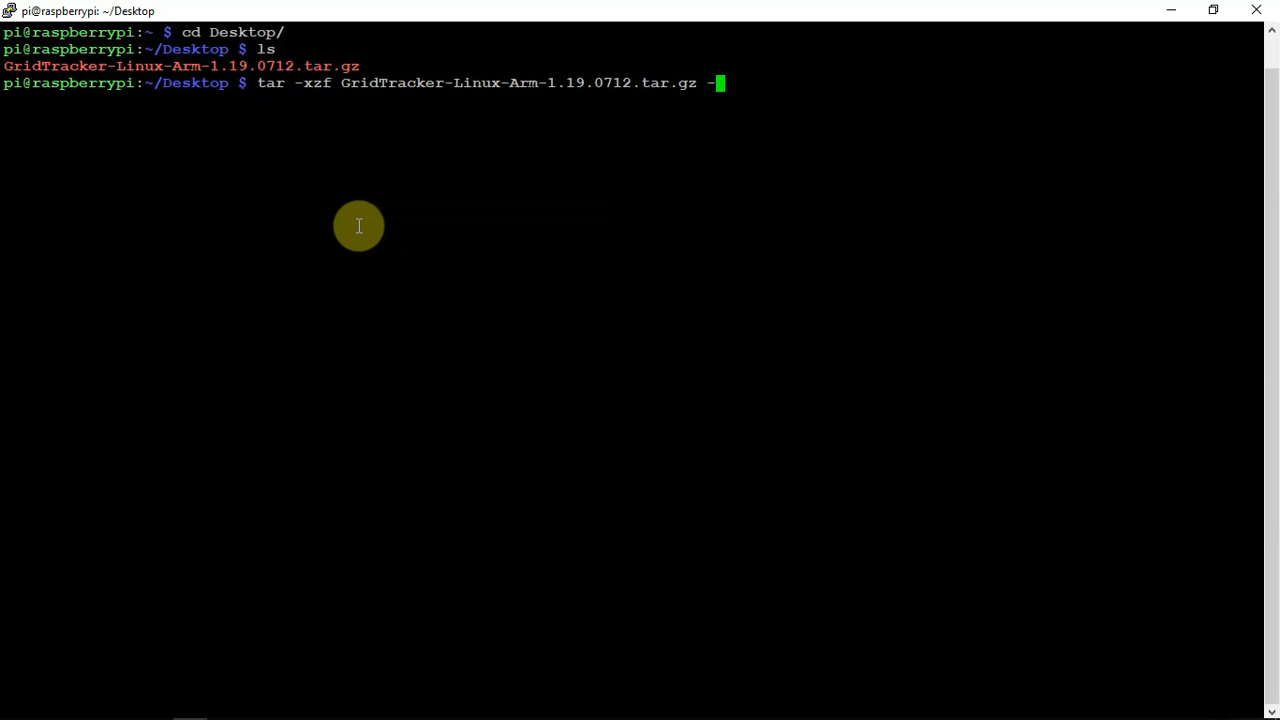 pi@raspberrypi: ~/Desktop
pi@raspberrypi:~ $ cd Desktop/
pi@raspberrypi:~/Desktop $ ls
GridTracker-Linux-Arm-1.19.0712.tar.gz
pi@raspberrypi:~/Desktop $ tar -xzf GridTracker-Linux-Arm-1.19.0712.tar.gz -